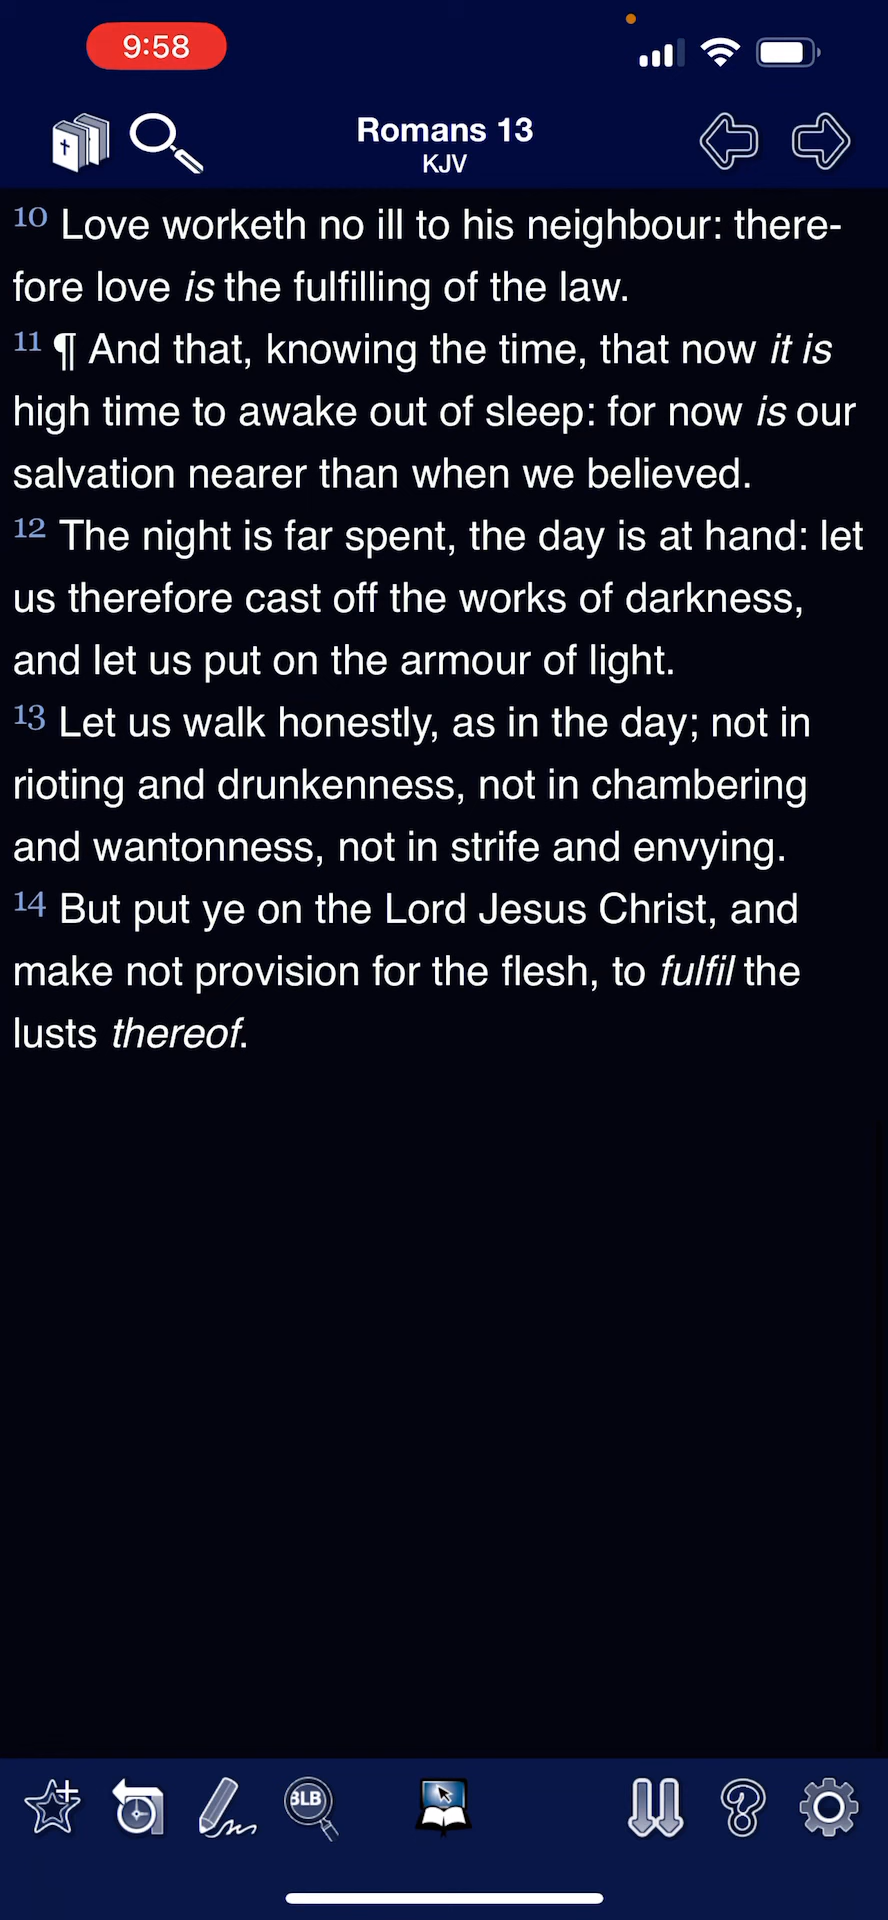 9:58
Romans 13
KJV
10 Love worketh no ill to his neighbour: there-
fore love is the fulfilling of the law.
11 ¶ And that, knowing the time, that now it is
high time to awake out of sleep: for now is our
salvation nearer than when we believed.
12 The night is far spent, the day is at hand: let
us therefore cast off the works of darkness,
and let us put on the armour of light.
13 Let us walk honestly, as in the day; not in
rioting and drunkenness, not in chambering
and wantonness, not in strife and envying.
14 But put ye on the Lord Jesus Christ, and
make not provision for the flesh, to fulfil the
lusts thereof.
BLB